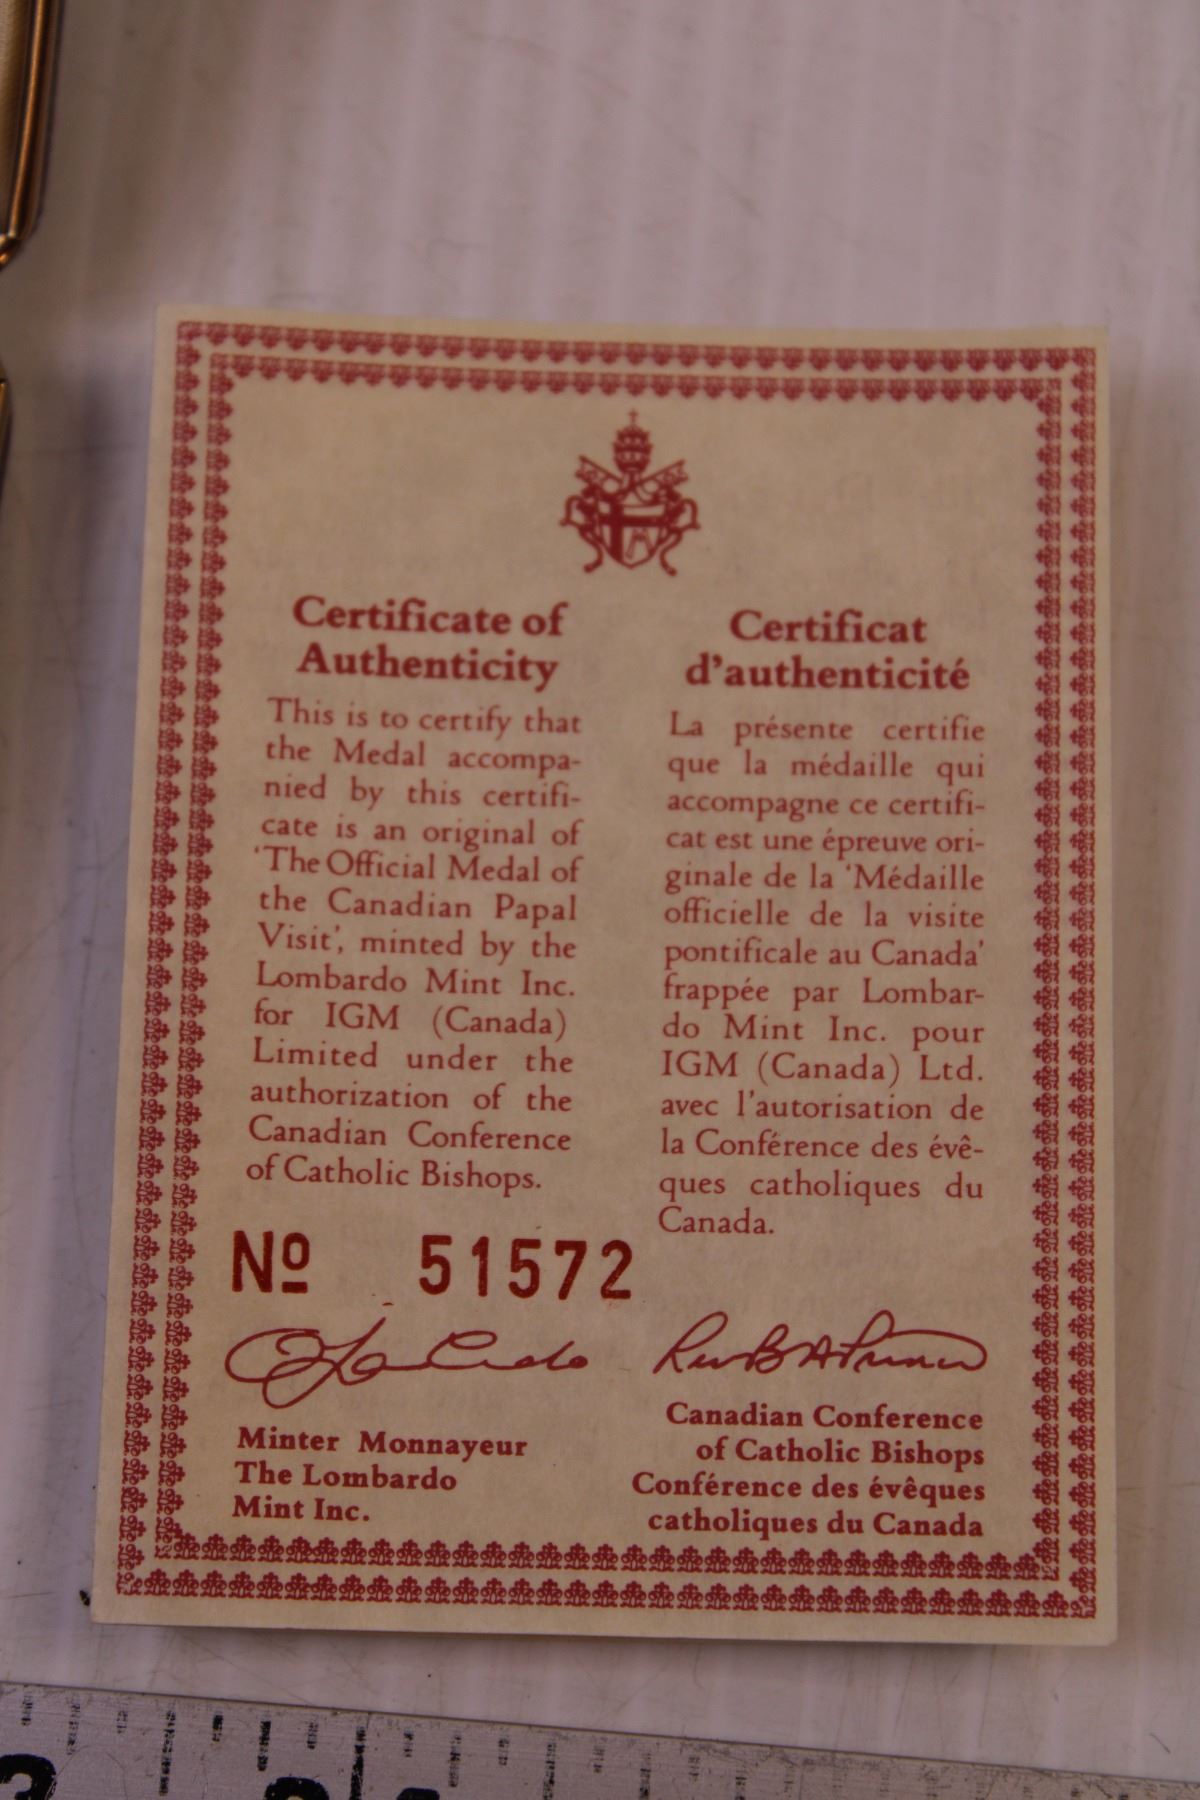 Certificate of
Authenticity
This is to certify that
the Medal accompa-
nied by this certifi-
cate is an original of
'The Official Medal of
the Canadian Papal
Visit', minted by the
Lombardo Mint Inc.
for IGM (Canada)
Limited under the
authorization of the
Canadian Conference
of Catholic Bishops.
Certificat
d'authenticité
La présente certifie
que la médaille qui
accompagne ce certifi-
cat est une épreuve ori-
ginale de la 'Médaille
officielle de la visite
pontificale au Canada'
frappée par Lombar-
do Mint Inc. pour
IGM (Canada) Ltd.
avec l'autorisation de
la Conférence des évê-
ques catholiques du
Canada.
Nº 51572
Minter Monnayeur
The Lombardo
Mint Inc.
Canadian Conference
of Catholic Bishops
Conférence des évêques
catholiques du Canada